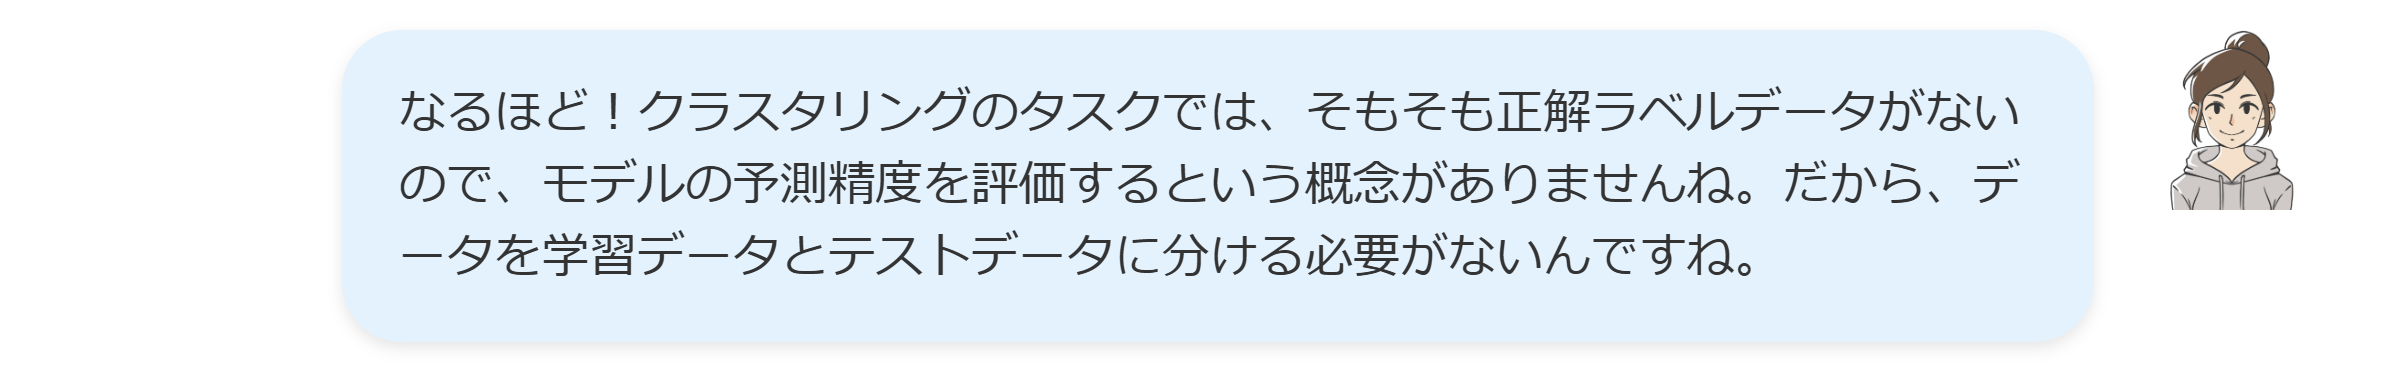 なるほど！クラスタリングのタスクでは、そもそも正解ラベルデータがない
ので、モデルの予測精度を評価するという概念がありませんね。だから、デ
ータを学習データとテストデータに分ける必要がないんですね。